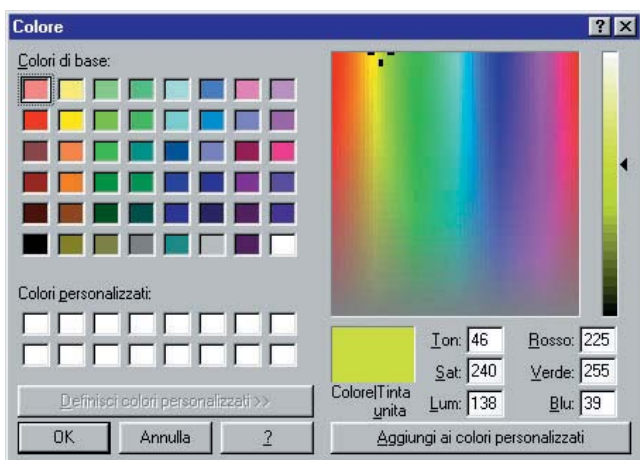 Colore
Colori di base:
Colori personalizzati:
Definisci colori personalizzati >>
OK Annulla ?
Colore|Tinta unita
Ton: 46 Rosso: 225
Sat: 240 Verde: 255
Lum: 138 Blu: 39
Aggiungi ai colori personalizzati